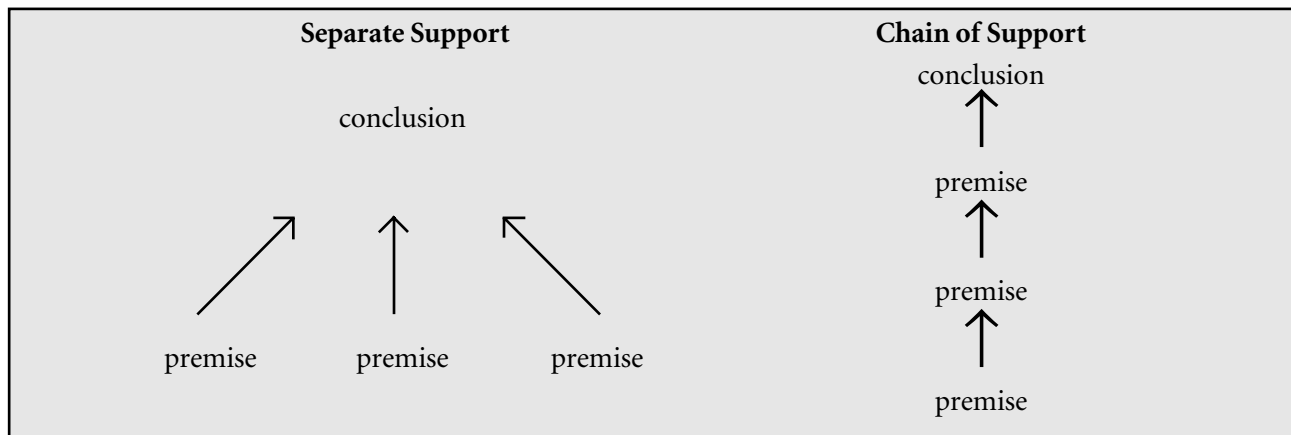 Separate Support
conclusion
premise premise premise
Chain of Support
conclusion
premise
premise
premise